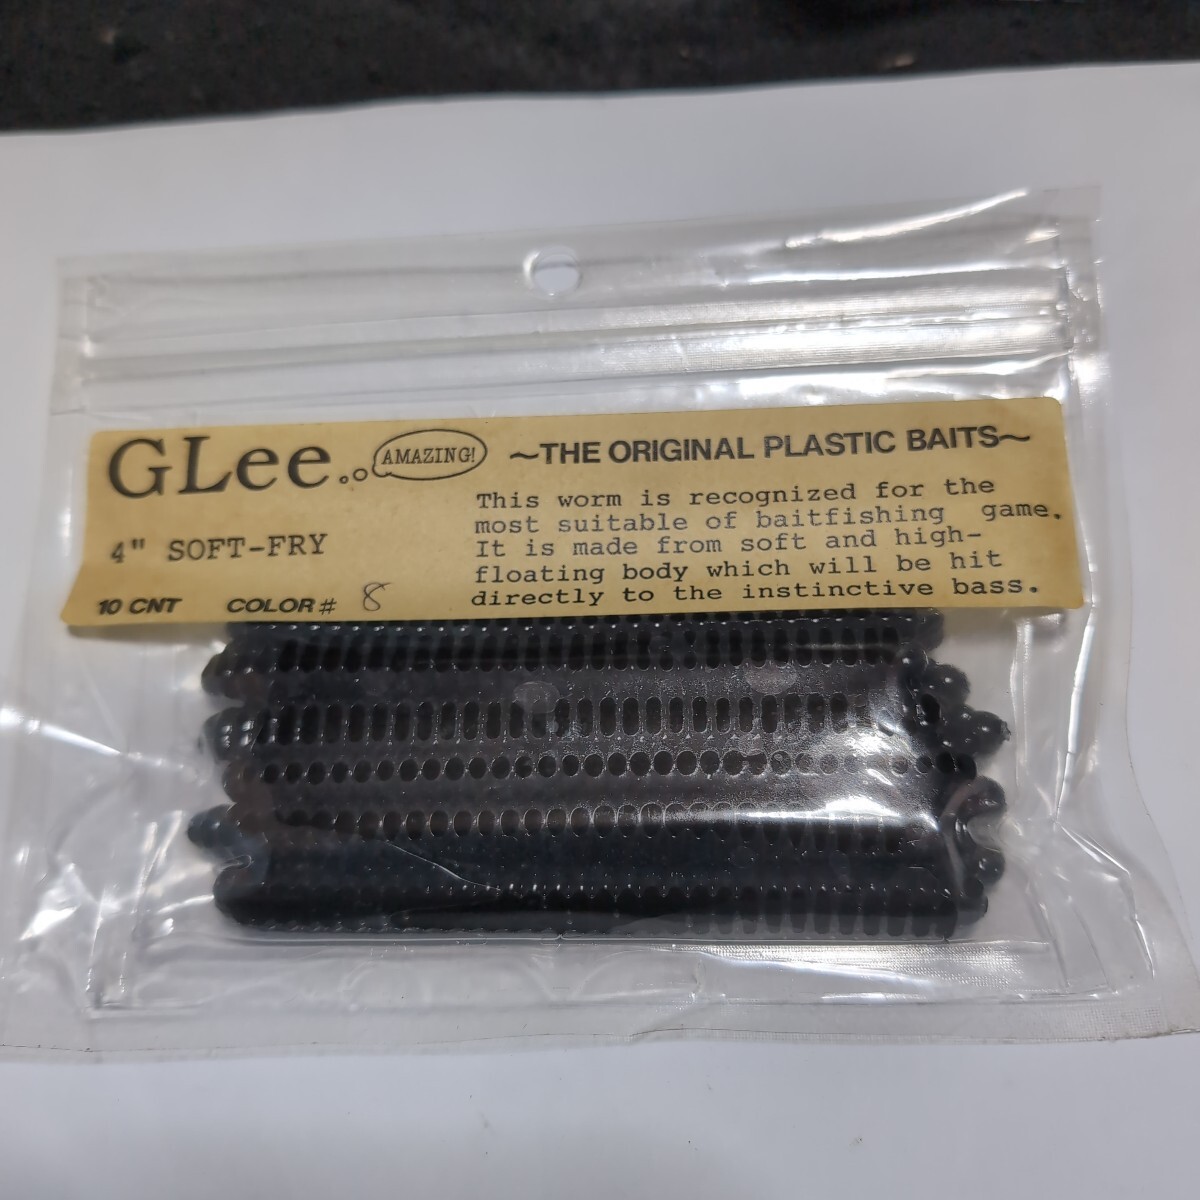 GLee.. AMAZING! ~THE ORIGINAL PLASTIC BAITS~
4" SOFT-FRY
10 CNT COLOR# 8
This worm is recognized for the
most suitable of baitfishing game.
It is made from soft and high-
floating body which will be hit
directly to the instinctive bass.